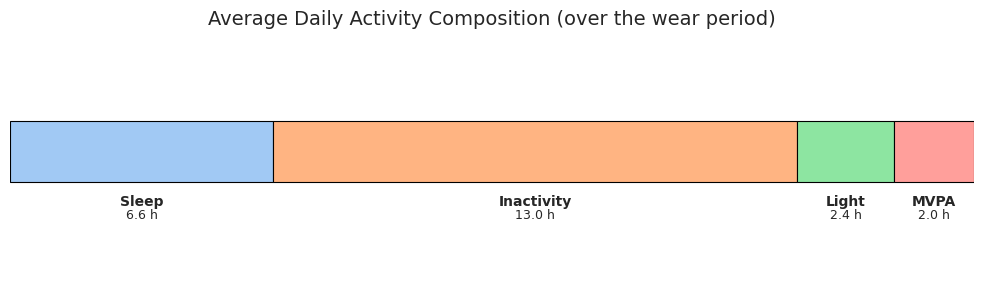 Average Daily Activity Composition (over the wear period)
Sleep
6.6 h
Inactivity
13.0 h
Light
2.4 h
MVPA
2.0 h